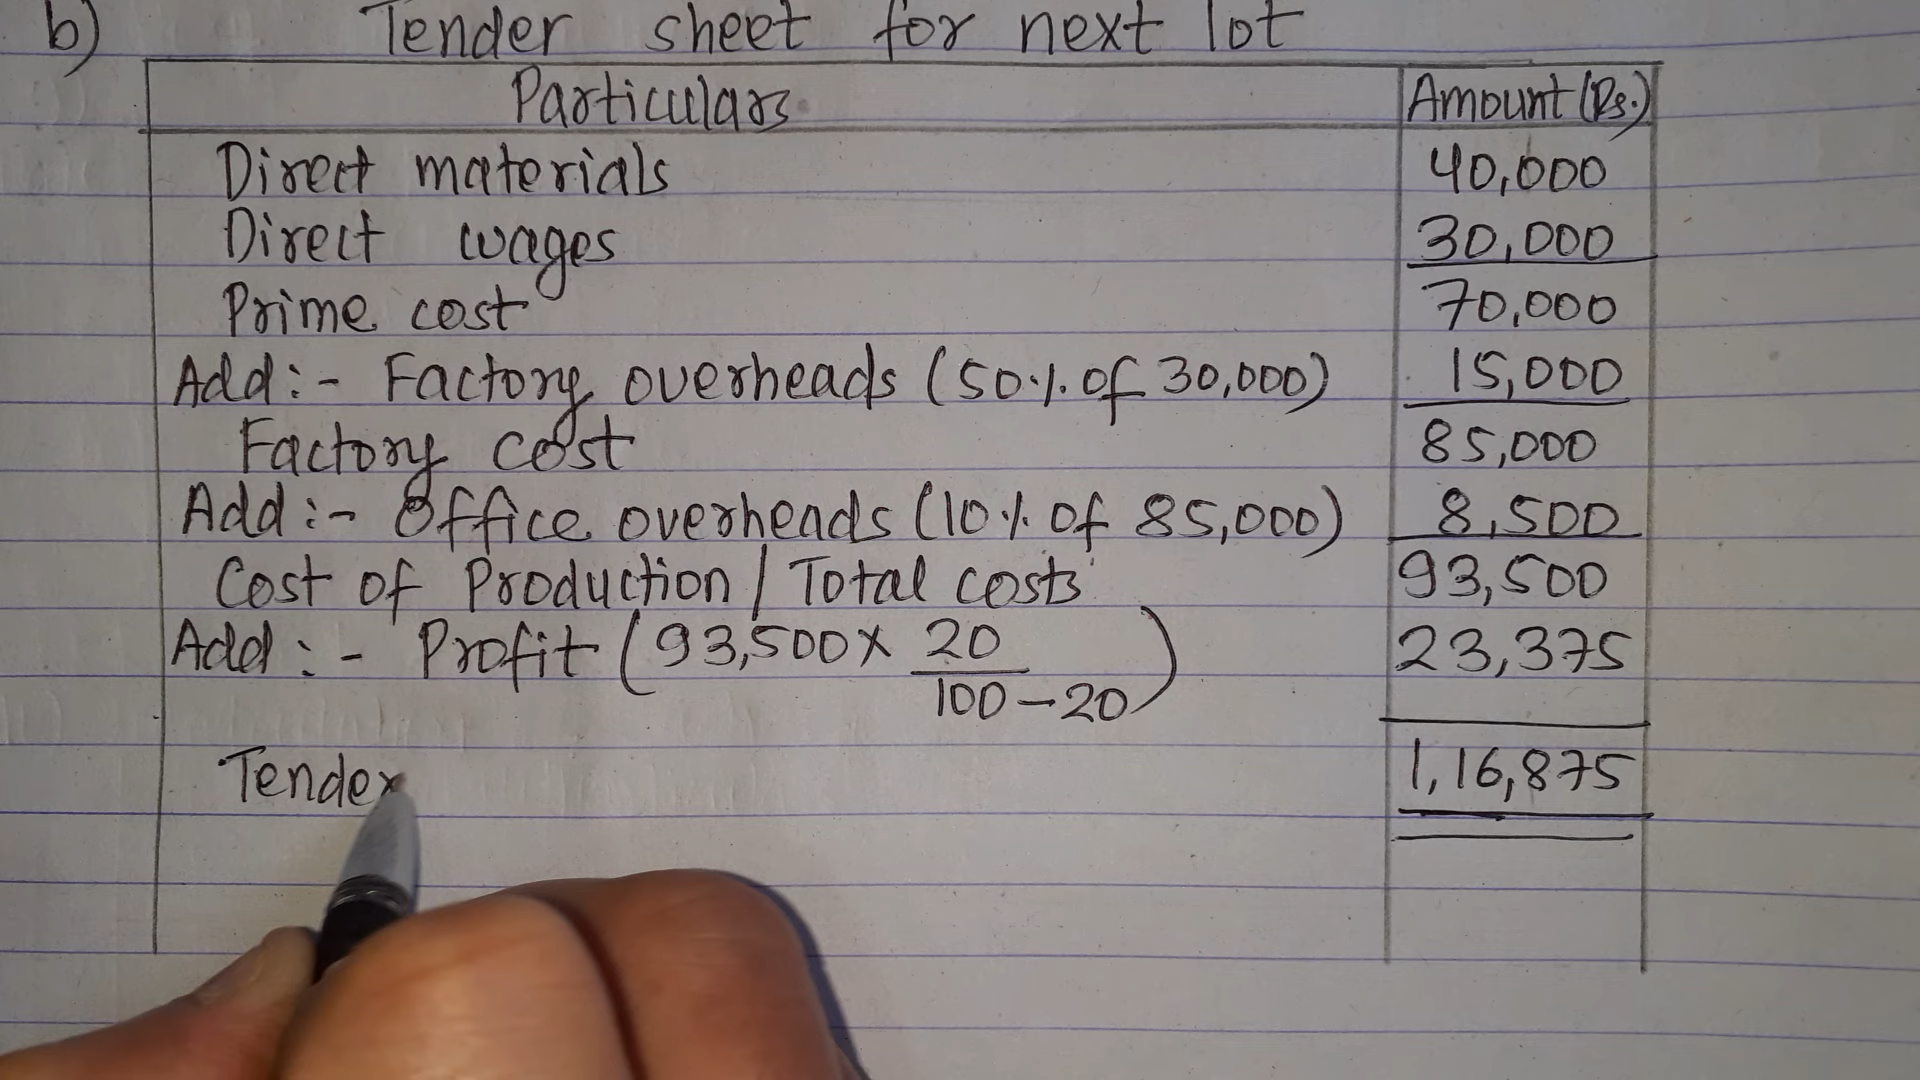 b) Tender sheet for next lot
Particulars Amount (Rs.)
Direct materials 40,000
Direct wages 30,000
Prime cost 70,000
Add:- Factory overheads (50% of 30,000) 15,000
Factory cost 85,000
Add:- Office overheads (10% of 85,000) 8,500
Cost of Production / Total costs 93,500
Add:- Profit (93,500 x 20 23,375
100-20)
Tender 1,16,875